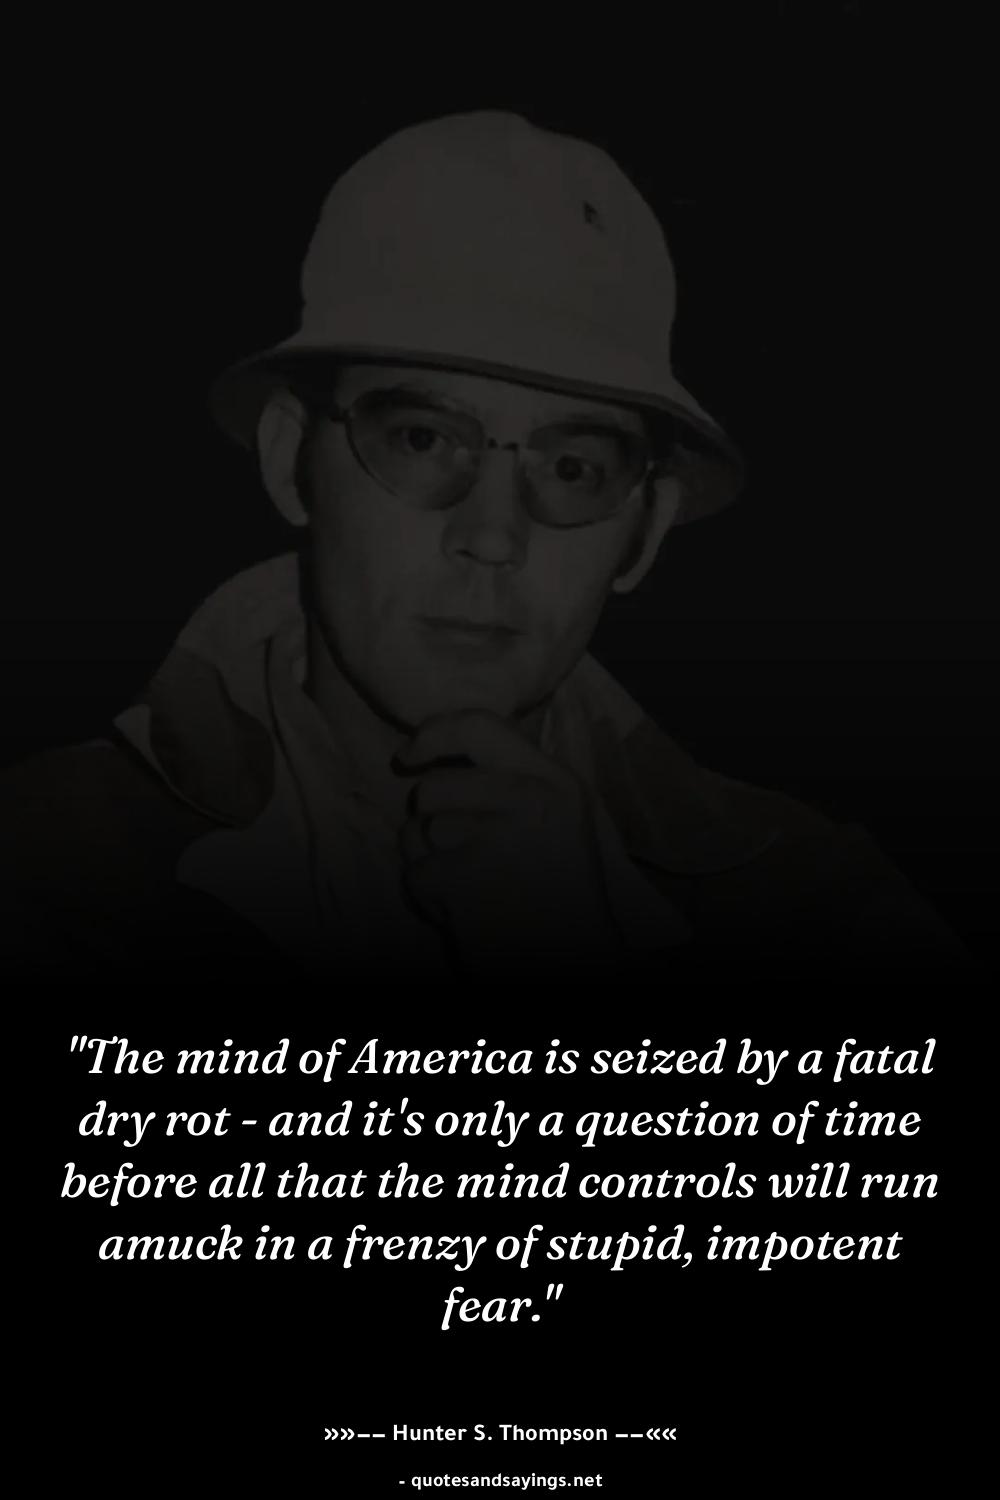 "The mind of America is seized by a fatal
dry rot - and it's only a question of time
before all that the mind controls will run
amuck in a frenzy of stupid, impotent
fear."
»»−− Hunter S. Thompson −−««
- quotesandsayings.net